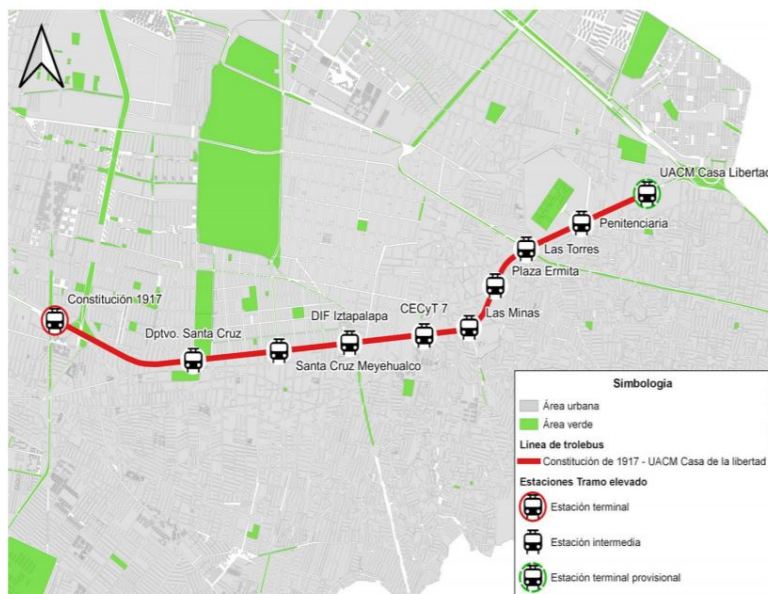 UACM Casa Libertad
Penitenciaria
Las Torres
Plaza Ermita
Constitución 1917
CECyT 7
Las Minas
DIF Iztapalapa
Dptvo. Santa Cruz
Santa Cruz Meyehualco
Simbologia
Área urbana
Área verde
Linea de trolebus
Constitución de 1917 - UACM Casa de la libertad
Estaciones Tramo elevado
Estación terminal
Estación intermedia
Estación terminal provisional